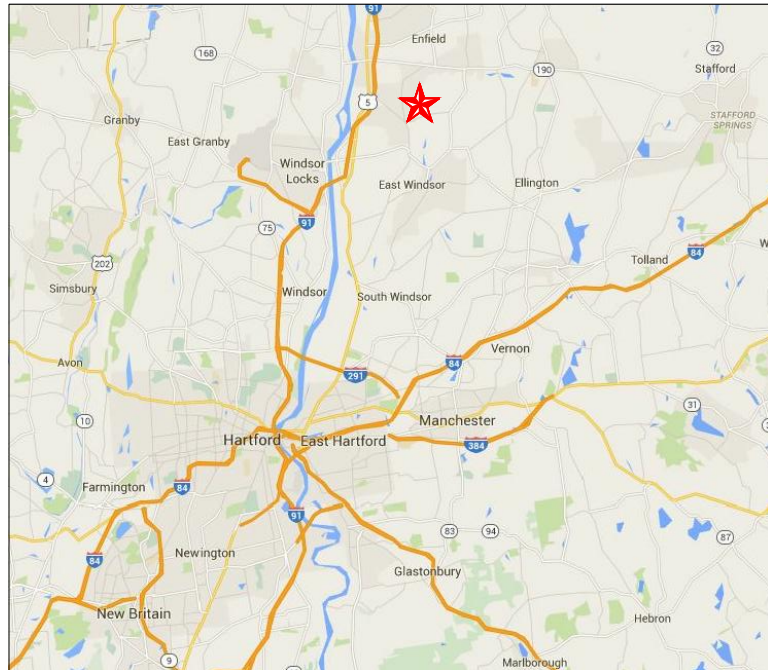 91
Enfield
168
32
190
Stafford
5
STAFFORD
SPRINGS
Granby
East Granby
Windsor
Locks
East Windsor
Ellington
75
91
202
84
Tolland
W
Simsbury
Windsor
South Windsor
Vernon
84
Avon
291
31
10
Manchester
Hartford
East Hartford
384
4
Farmington
84
91
83
94
87
Newington
84
Glastonbury
New Britain
Hebron
9
Marlborough